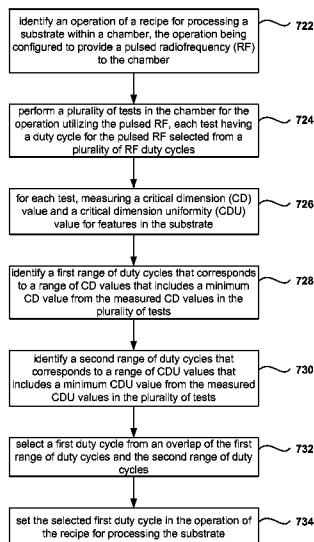 identify an operation of a recipe for processing a
substrate within a chamber, the operation being
configured to provide a pulsed radiofrequency (RF)
to the chamber
722
perform a plurality of tests in the chamber for the
operation utilizing the pulsed RF, each test having
a duty cycle for the pulsed RF selected from a
plurality of RF duty cycles
724
for each test, measuring a critical dimension (CD)
value and a critical dimension uniformity (CDU)
value for features in the substrate
726
identify a first range of duty cycles that corresponds
to a range of CD values that includes a minimum
CD value from the measured CD values in the
plurality of tests
728
identify a second range of duty cycles that
corresponds to a range of CDU values that
includes a minimum CDU value from the measured
CDU values in the plurality of tests
730
select a first duty cycle from an overlap of the first
range of duty cycles and the second range of duty
cycles
732
set the selected first duty cycle in the operation of
the recipe for processing the substrate
734